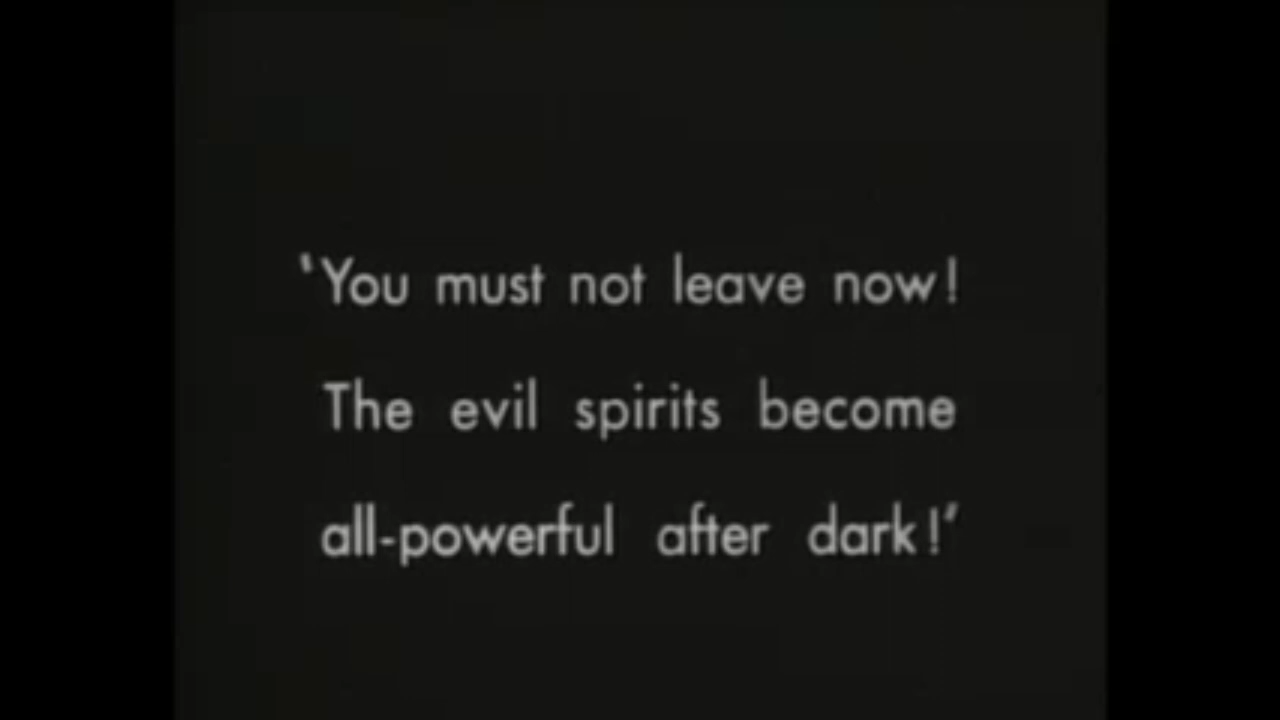 'You must not leave now!
The evil spirits become
all-powerful after dark!'